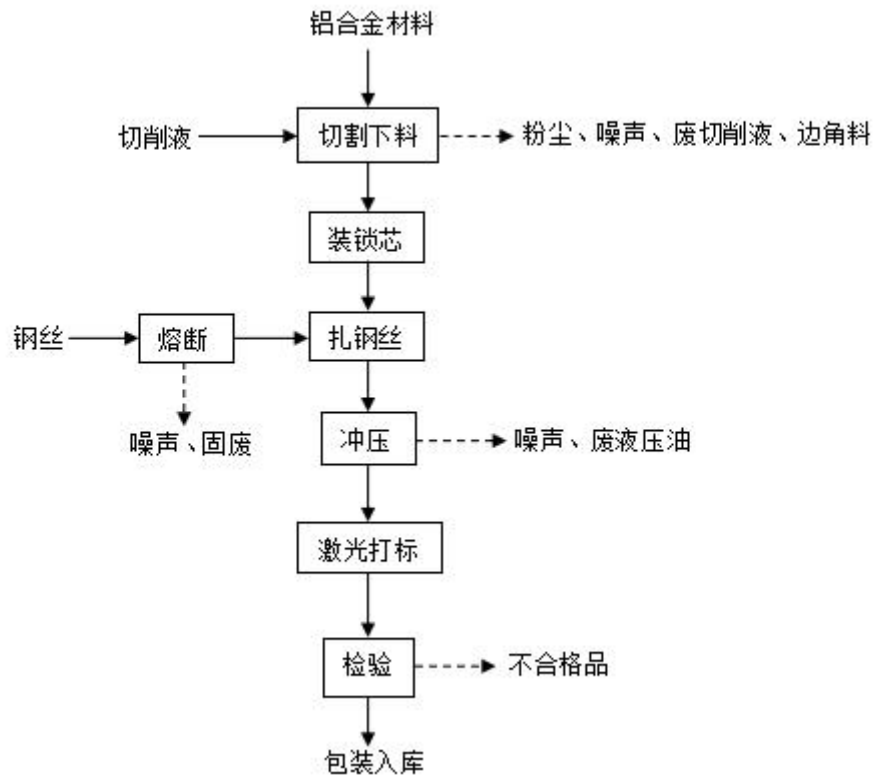 铝合金材料
切削液
切割下料
粉尘、噪声、废切削液、边角料
装锁芯
钢丝
熔断
扎钢丝
噪声、固废
冲压
噪声、废液压油
激光打标
检验
不合格品
包装入库